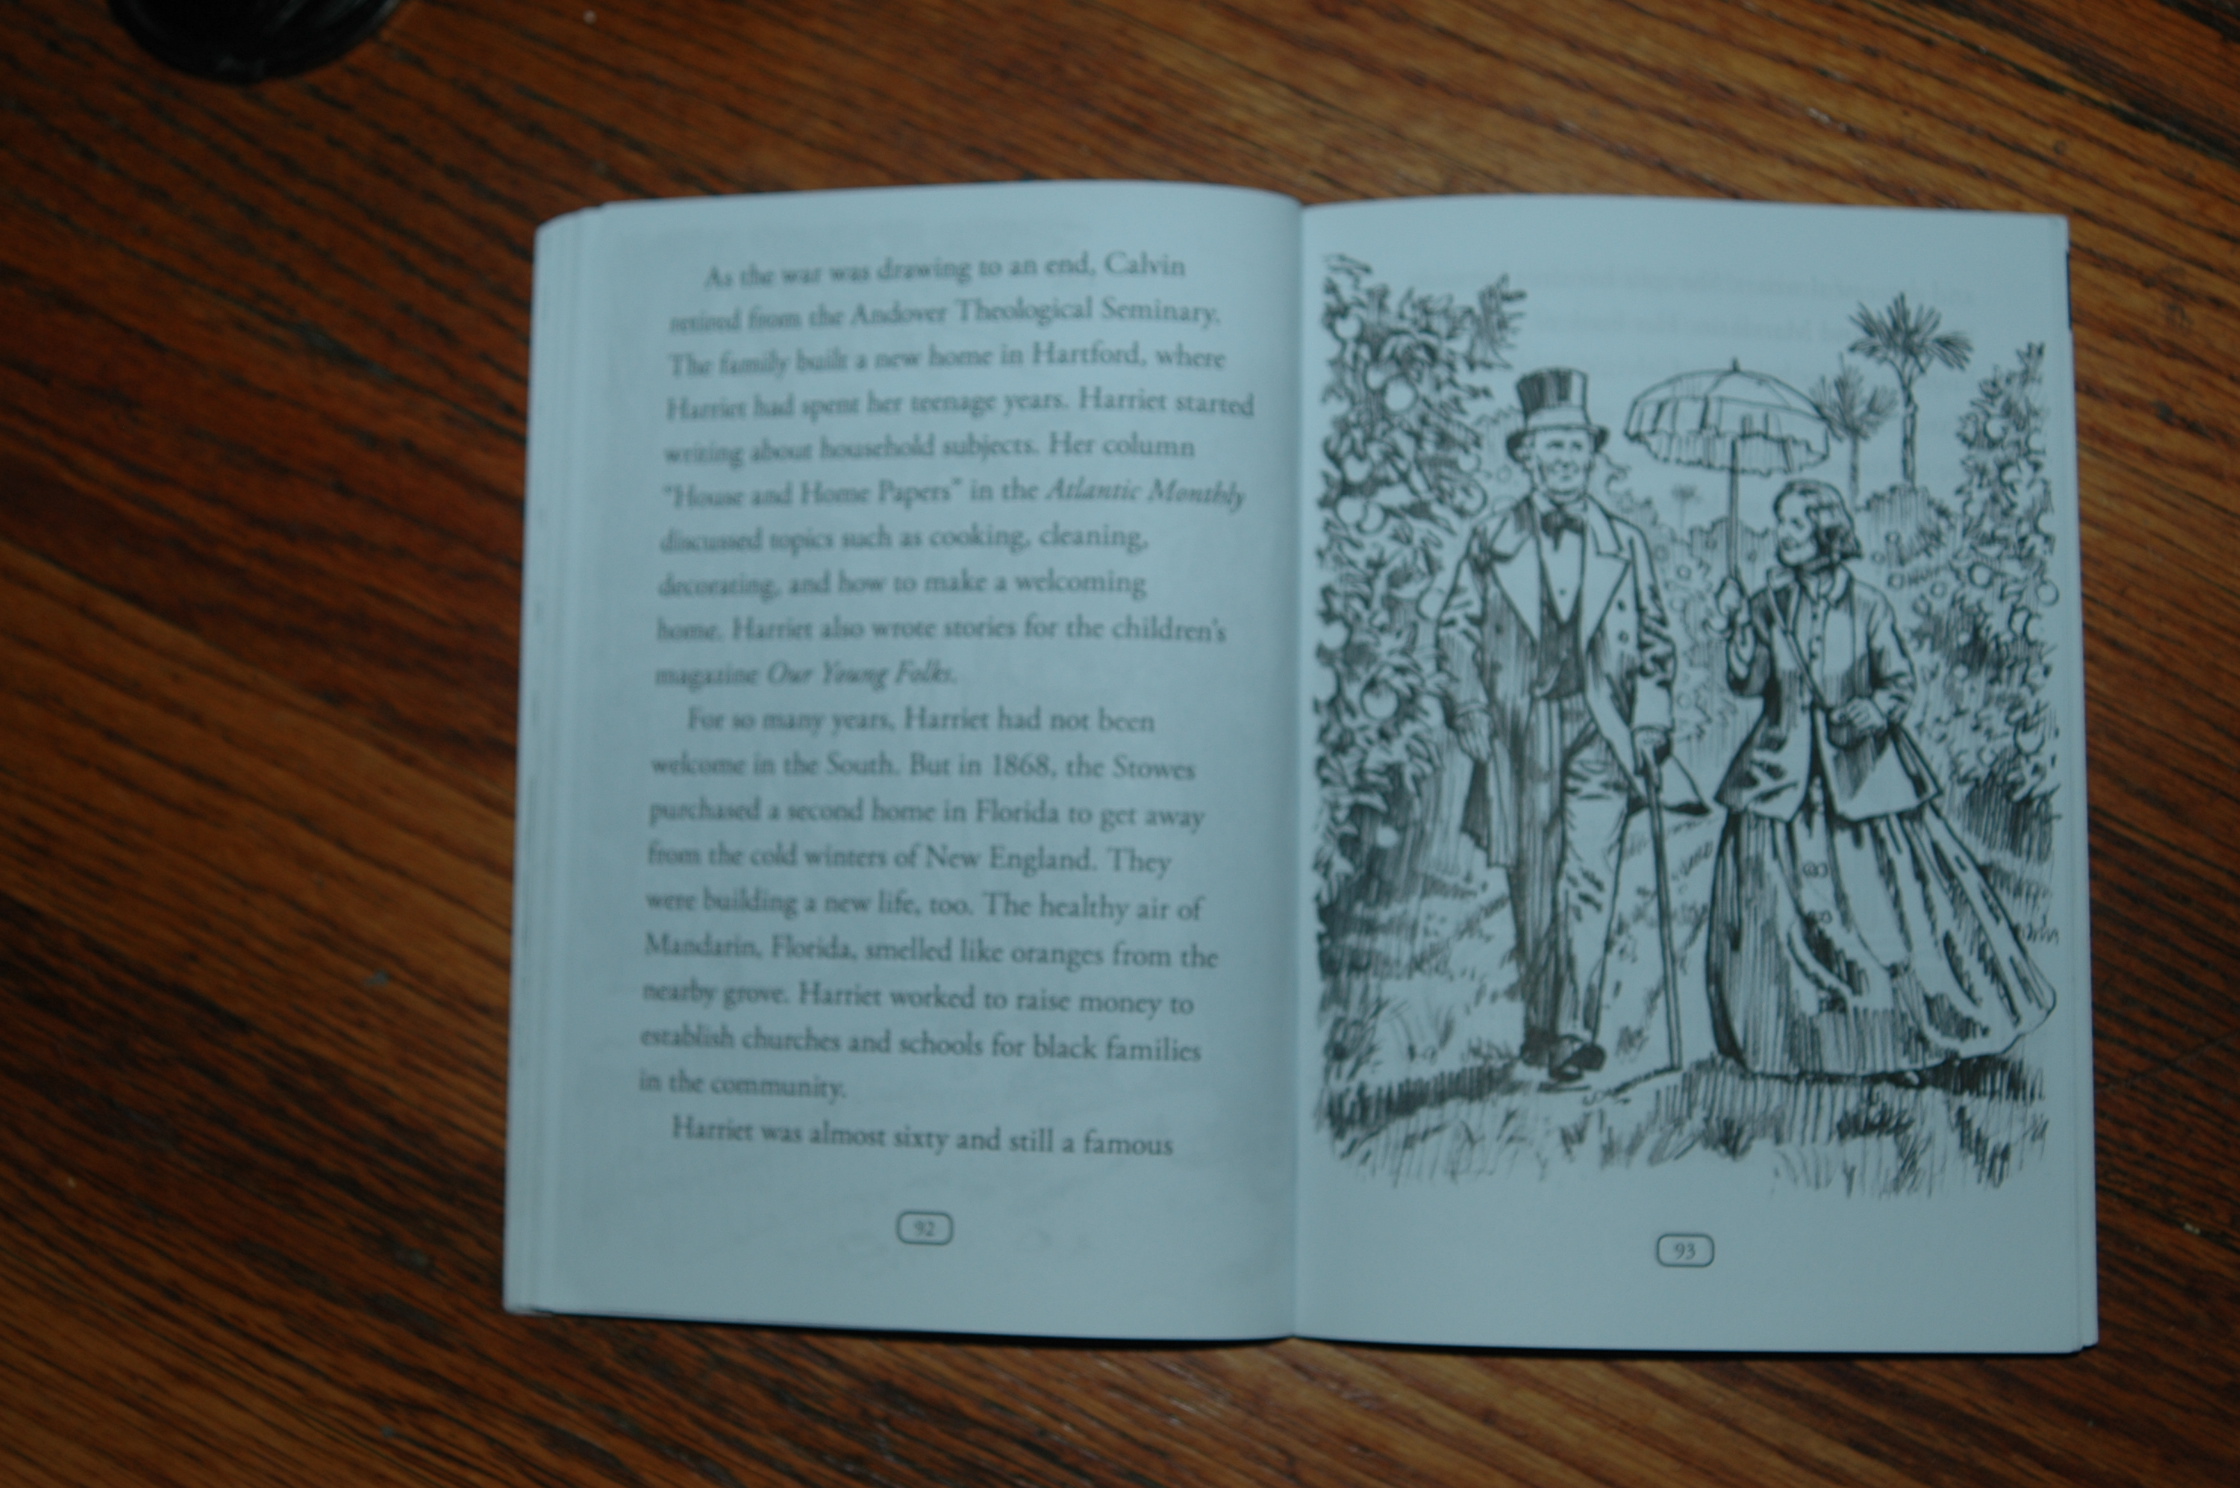 As the war was drawing to an end, Calvin
retired from the Andover Theological Seminary.
The family built a new home in Hartford, where
Harriet had spent her teenage years. Harriet started
writing about household subjects. Her column
"House and Home Papers" in the Atlantic Monthly
discussed topics such as cooking, cleaning,
decorating, and how to make a welcoming
home. Harriet also wrote stories for the children's
magazine Our Young Folks.
For so many years, Harriet had not been
welcome in the South. But in 1868, the Stowes
purchased a second home in Florida to get away
from the cold winters of New England. They
were building a new life, too. The healthy air of
Mandarin, Florida, smelled like oranges from the
nearby grove. Harriet worked to raise money to
establish churches and schools for black families
in the community.
Harriet was almost sixty and still a famous
92
93